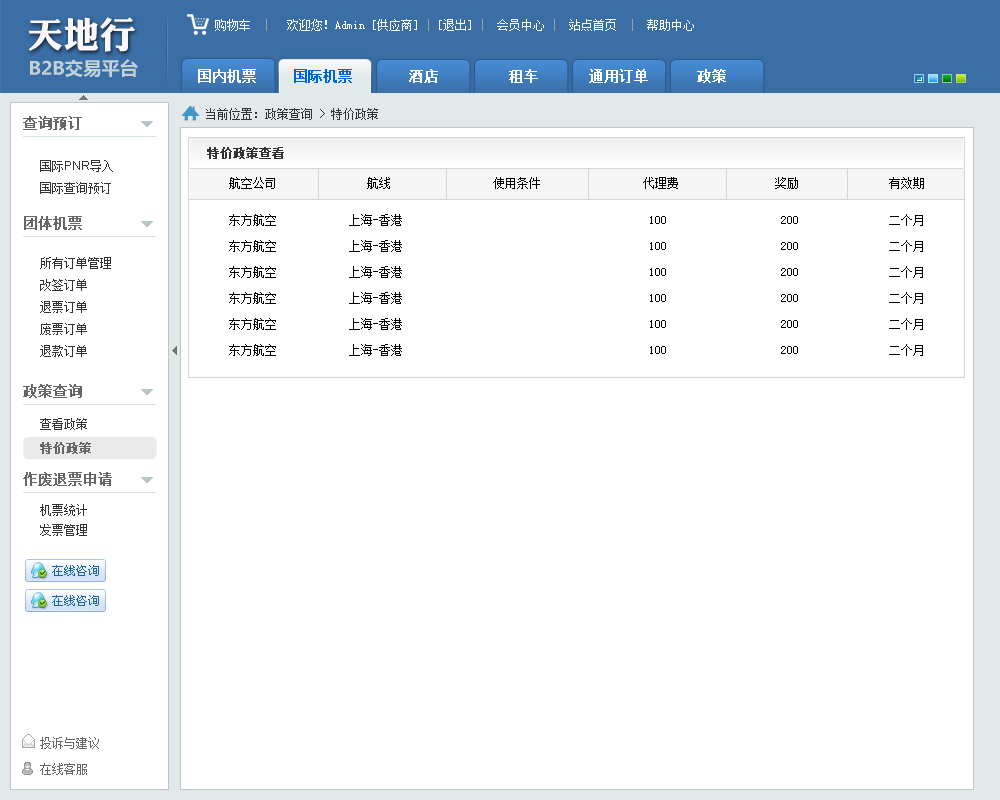 天地行
B2B交易平台
购物车 | 欢迎您! Admin [供应商] | [退出] | 会员中心 | 站点首页 | 帮助中心
国内机票 国际机票 酒店 租车 通用订单 政策
当前位置: 政策查询 > 特价政策
查询预订
国际PNR导入
国际查询预订
团体机票
所有订单管理
改签订单
退票订单
废票订单
退款订单
政策查询
查看政策
特价政策
作废退票申请
机票统计
发票管理
在线咨询
在线咨询
投诉与建议
在线客服
特价政策查看
航空公司 航线 使用条件 代理费 奖励 有效期
东方航空 上海-香港 100 200 二个月
东方航空 上海-香港 100 200 二个月
东方航空 上海-香港 100 200 二个月
东方航空 上海-香港 100 200 二个月
东方航空 上海-香港 100 200 二个月
东方航空 上海-香港 100 200 二个月